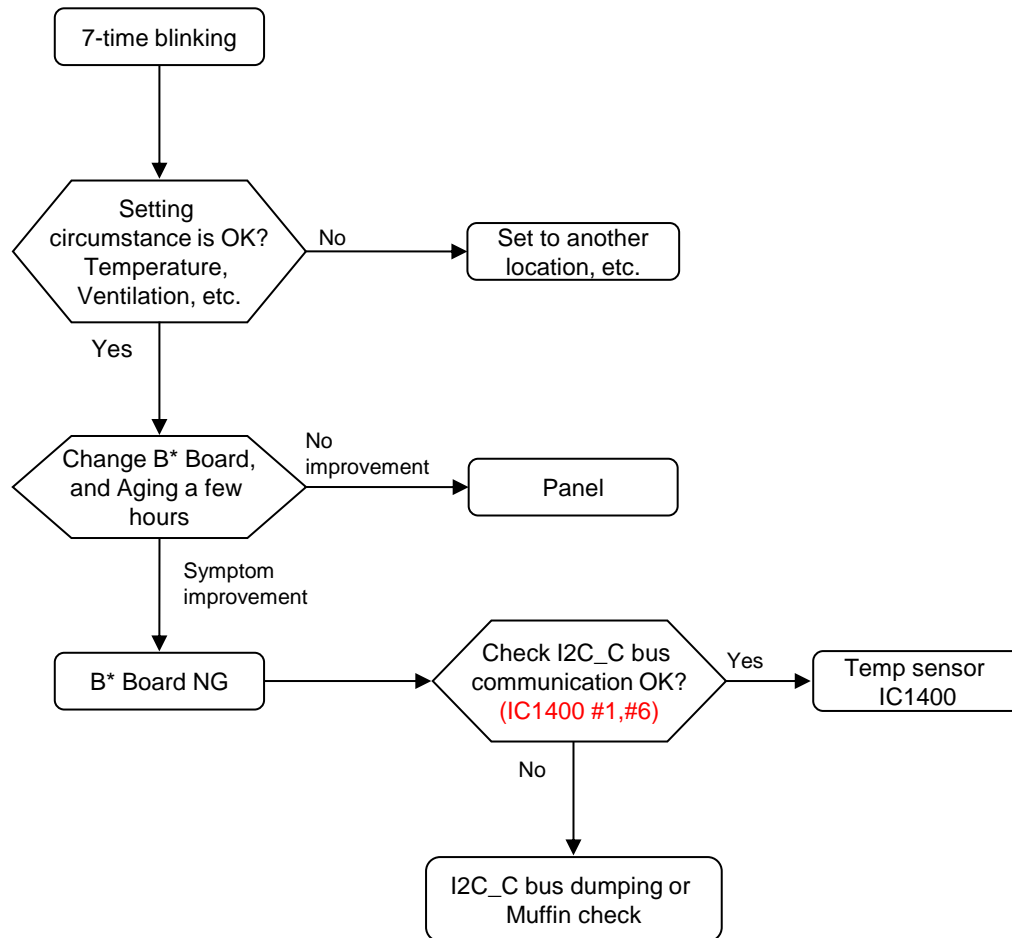 7-time blinking
Setting
circumstance is OK?
Temperature,
Ventilation, etc.
No
Set to another
location, etc.
Yes
Change B* Board,
and Aging a few
hours
No
improvement
Panel
Symptom
improvement
B* Board NG
Check I2C_C bus
communication OK?
(IC1400 #1,#6)
Yes
Temp sensor
IC1400
No
I2C_C bus dumping or
Muffin check